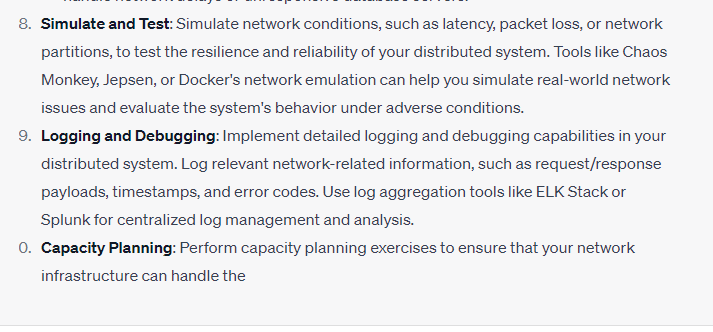 8. Simulate and Test: Simulate network conditions, such as latency, packet loss, or network
partitions, to test the resilience and reliability of your distributed system. Tools like Chaos
Monkey, Jepsen, or Docker's network emulation can help you simulate real-world network
issues and evaluate the system's behavior under adverse conditions.
9. Logging and Debugging: Implement detailed logging and debugging capabilities in your
distributed system. Log relevant network-related information, such as request/response
payloads, timestamps, and error codes. Use log aggregation tools like ELK Stack or
Splunk for centralized log management and analysis.
0. Capacity Planning: Perform capacity planning exercises to ensure that your network
infrastructure can handle the